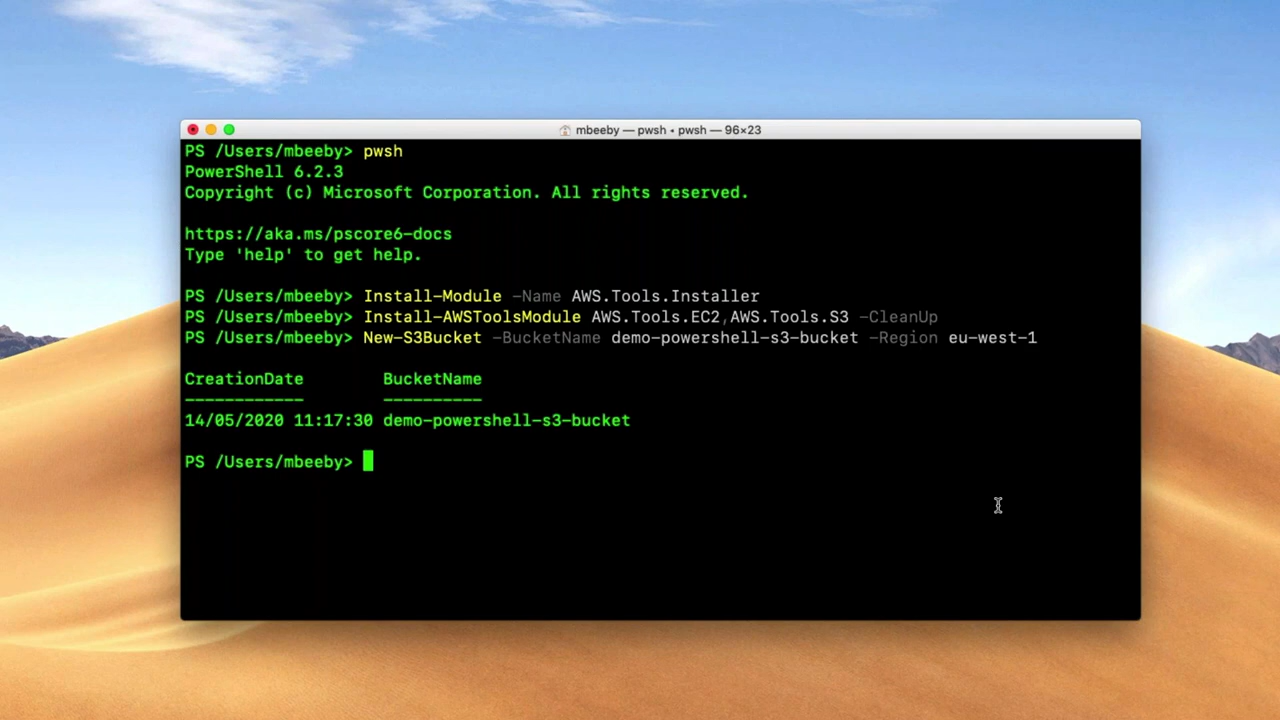 mbeeby — pwsh • pwsh — 96×23
PS /Users/mbeeby> pwsh
PowerShell 6.2.3
Copyright (c) Microsoft Corporation. All rights reserved.
https://aka.ms/pscore6-docs
Type 'help' to get help.
PS /Users/mbeeby> Install-Module -Name AWS.Tools.Installer
PS /Users/mbeeby> Install-AWSToolsModule AWS.Tools.EC2,AWS.Tools.S3 -CleanUp
PS /Users/mbeeby> New-S3Bucket -BucketName demo-powershell-s3-bucket -Region eu-west-1
CreationDate        BucketName
------------        ----------
14/05/2020 11:17:30 demo-powershell-s3-bucket
PS /Users/mbeeby>